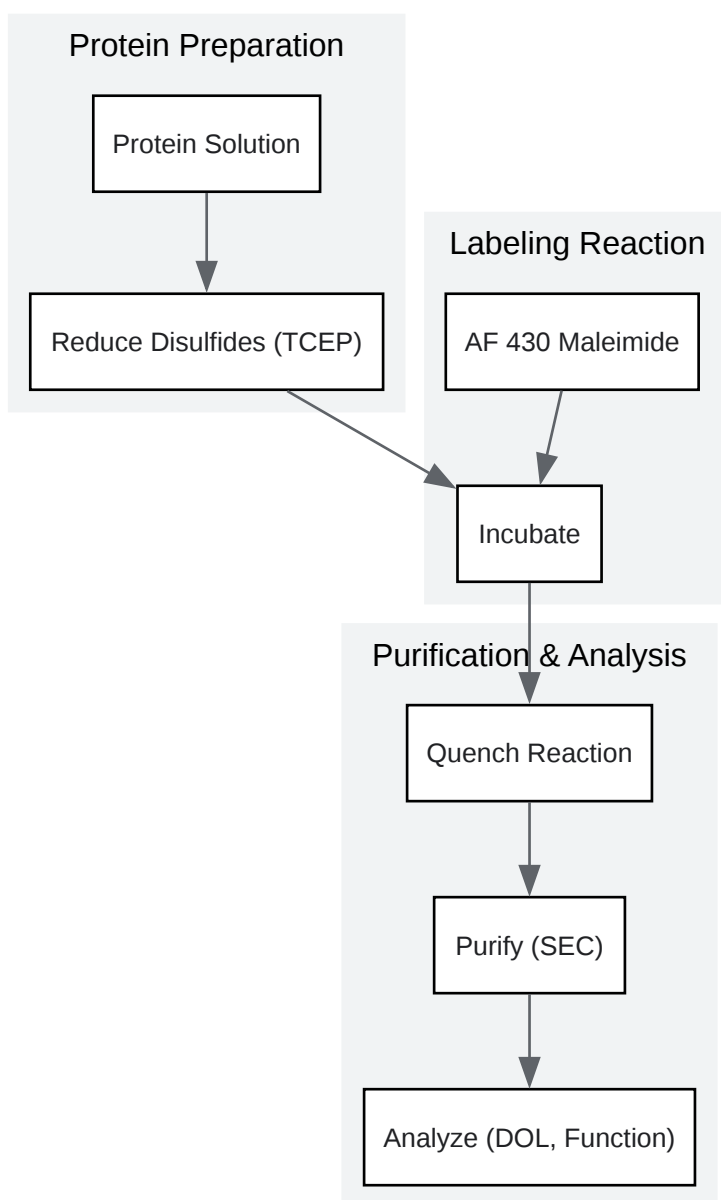 Protein Preparation
Protein Solution
Reduce Disulfides (TCEP)
Labeling Reaction
AF 430 Maleimide
Incubate
Purification & Analysis
Quench Reaction
Purify (SEC)
Analyze (DOL, Function)